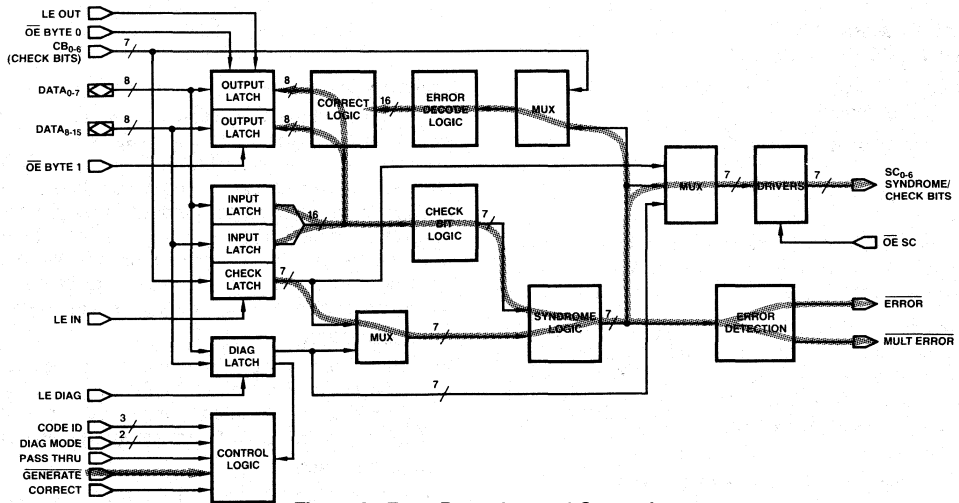 LE OUT
OE BYTE 0
CB0-6
(CHECK BITS)
7
DATA0-7
8
DATA8-15
8
OE BYTE 1
OUTPUT
LATCH
OUTPUT
LATCH
8
8
CORRECT
LOGIC
16
ERROR
DECODE
LOGIC
MUX
INPUT
LATCH
INPUT
LATCH
CHECK
LATCH
16
7
CHECK
BIT
LOGIC
7
MUX
7
DRIVERS
7
SC0-6
SYNDROME/
CHECK BITS
OE SC
LE IN
MUX
7
SYNDROME
LOGIC
7
ERROR
DETECTION
ERROR
MULT ERROR
DIAG
LATCH
7
LE DIAG
CODE ID
3
DIAG MODE
2
PASS THRU
GENERATE
CORRECT
CONTROL
LOGIC